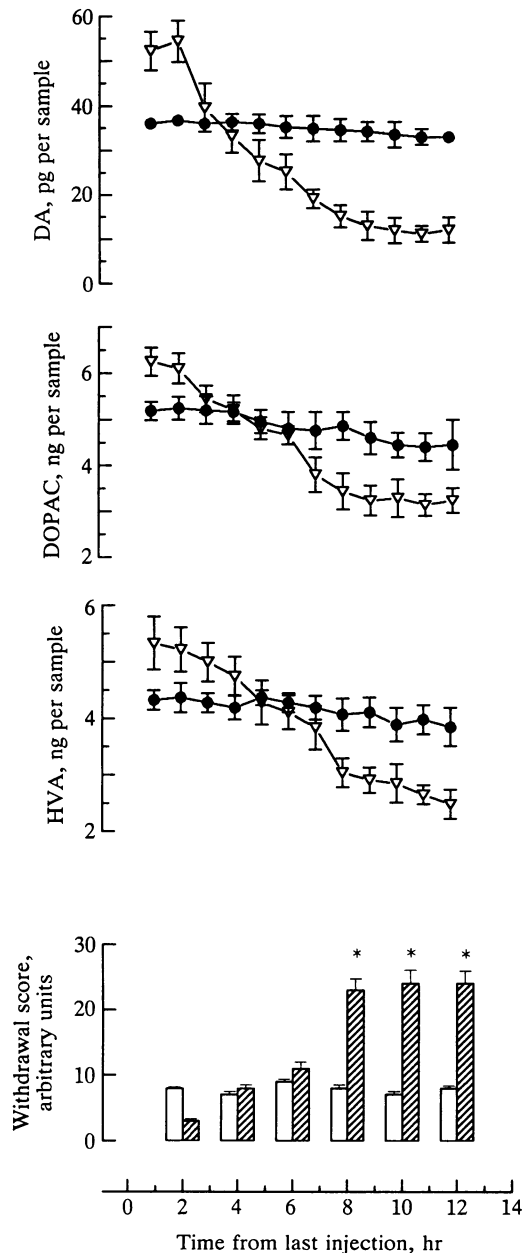 60
40
20
0
DA, pg per sample
6
4
2
DOPAC, ng per sample
6
4
2
HVA, ng per sample
30
20
10
0
Withdrawal score,
arbitrary units
* * *
0 2 4 6 8 10 12 14
Time from last injection, hr